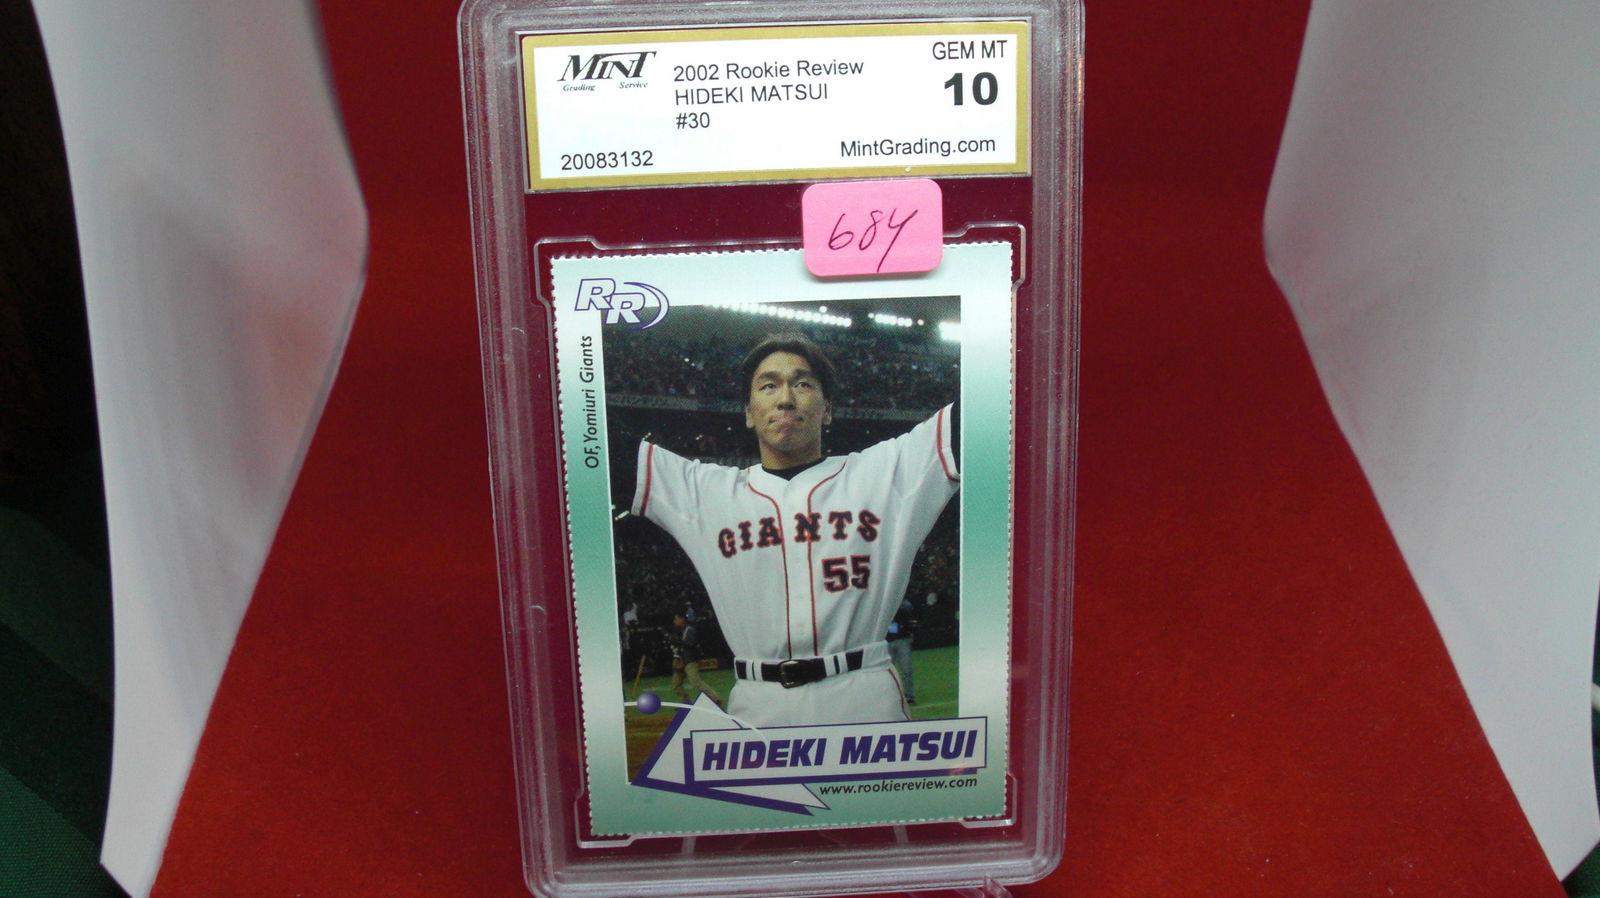 MINT
Grading Service
2002 Rookie Review
HIDEKI MATSUI
#30
GEM MT
10
20083132
MintGrading.com
684
RR
OF, Yomiuri Giants
GIANTS
55
HIDEKI MATSUI
www.rookiereview.com